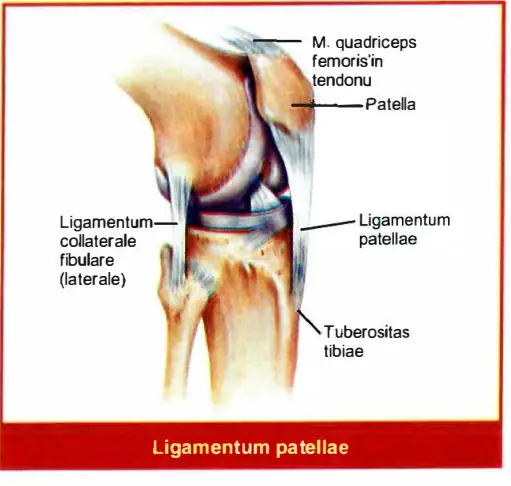 M. quadriceps
femoris'in
tendonu
Patella
Ligamentum
collaterale
fibulare
(laterale)
Ligamentum
patellae
Tuberositas
tibiae
Ligamentum patellae